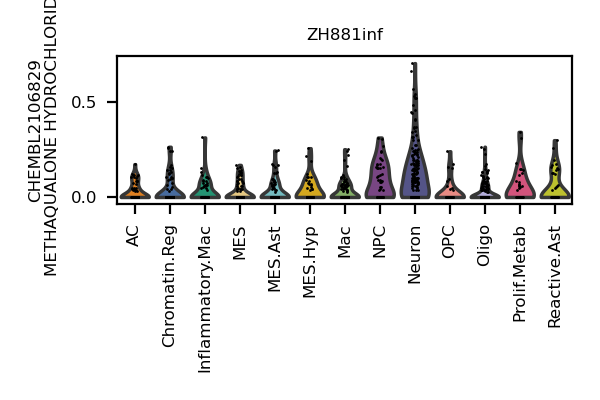 ZH881inf
CHEMBL2106829
METHAQUALONE HYDROCHLORID
0.5
0.0
AC
Chromatin.Reg
Inflammatory.Mac
MES
MES.Ast
MES.Hyp
Mac
NPC
Neuron
OPC
Oligo
Prolif.Metab
Reactive.Ast